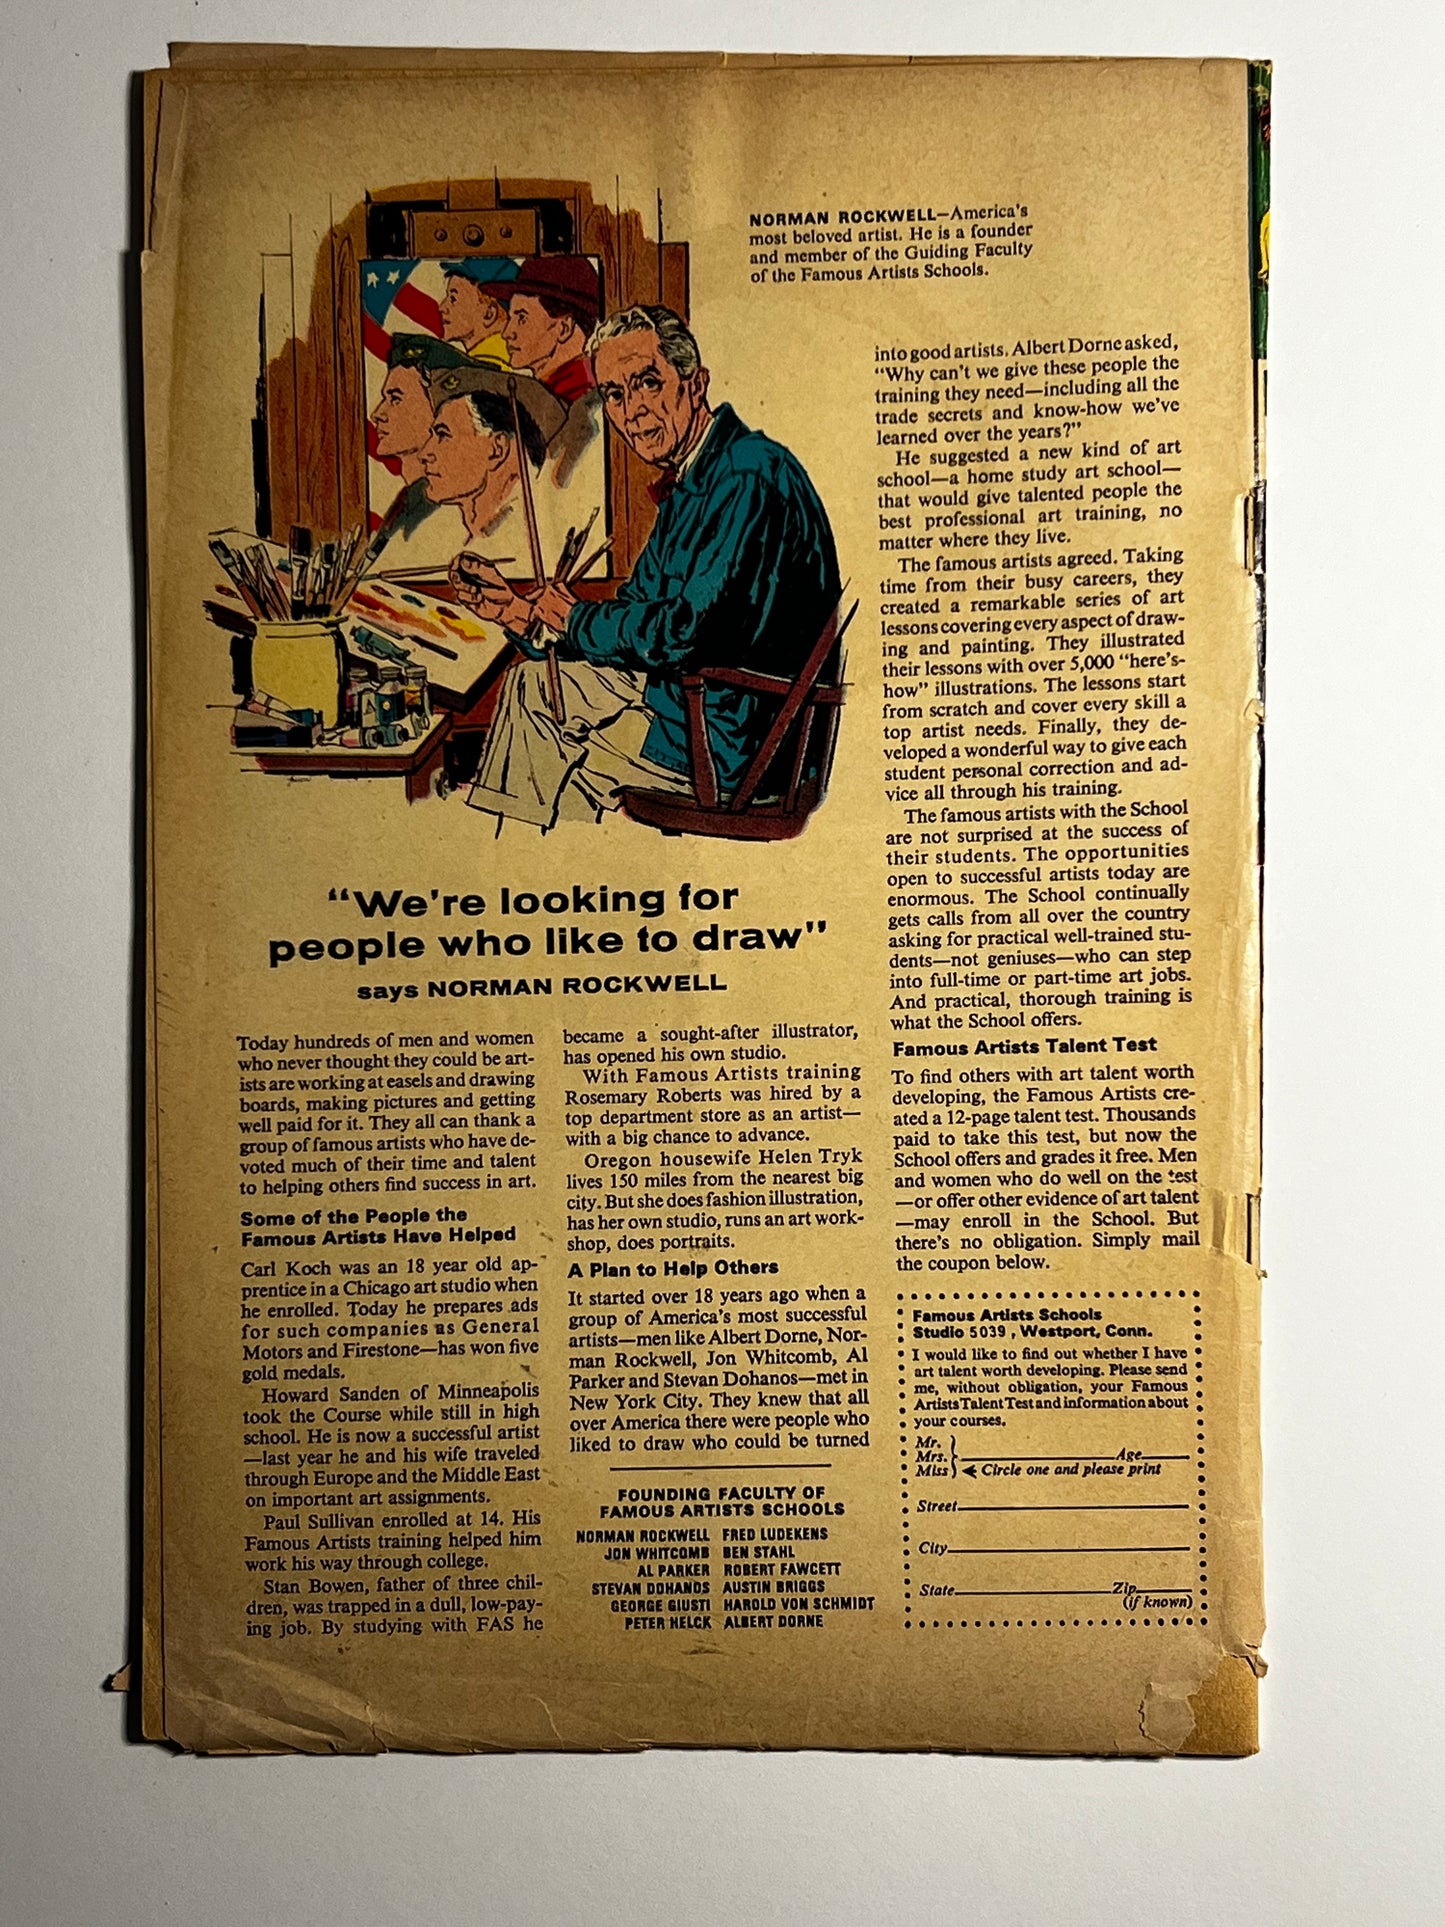 NORMAN ROCKWELL—America's
most beloved artist. He is a founder
and member of the Guiding Faculty
of the Famous Artists Schools.
"We're looking for
people who like to draw"
says NORMAN ROCKWELL
Today hundreds of men and women
who never thought they could be art-
ists are working at easels and drawing
boards, making pictures and getting
well paid for it. They all can thank a
group of famous artists who have de-
voted much of their time and talent
to helping others find success in art.
Some of the People the
Famous Artists Have Helped
Carl Koch was an 18 year old ap-
prentice in a Chicago art studio when
he enrolled. Today he prepares ads
for such companies as General
Motors and Firestone—has won five
gold medals.
Howard Sanden of Minneapolis
took the Course while still in high
school. He is now a successful artist
—last year he and his wife traveled
through Europe and the Middle East
on important art assignments.
Paul Sullivan enrolled at 14. His
Famous Artists training helped him
work his way through college.
Stan Bowen, father of three chil-
dren, was trapped in a dull, low-pay-
ing job. By studying with FAS he
became a sought-after illustrator,
has opened his own studio.
With Famous Artists training
Rosemary Roberts was hired by a
top department store as an artist—
with a big chance to advance.
Oregon housewife Helen Tryk
lives 150 miles from the nearest big
city. But she does fashion illustration,
has her own studio, runs an art work-
shop, does portraits.
A Plan to Help Others
It started over 18 years ago when a
group of America's most successful
artists—men like Albert Dorne, Nor-
man Rockwell, Jon Whitcomb, Al
Parker and Stevan Dohanos—met in
New York City. They knew that all
over America there were people who
liked to draw who could be turned
FOUNDING FACULTY OF
FAMOUS ARTISTS SCHOOLS
NORMAN ROCKWELL FRED LUDEKENS
JON WHITCOMB BEN STAHL
AL PARKER ROBERT FAWCETT
STEVAN DOHANOS AUSTIN BRIGGS
GEORGE GIUSTI HAROLD VON SCHMIDT
PETER HELCK ALBERT DORNE
into good artists. Albert Dorne asked,
"Why can't we give these people the
training they need—including all the
trade secrets and know-how we've
learned over the years?"
He suggested a new kind of art
school—a home study art school—
that would give talented people the
best professional art training, no
matter where they live.
The famous artists agreed. Taking
time from their busy careers, they
created a remarkable series of art
lessons covering every aspect of draw-
ing and painting. They illustrated
their lessons with over 5,000 "here's-
how" illustrations. The lessons start
from scratch and cover every skill a
top artist needs. Finally, they de-
veloped a wonderful way to give each
student personal correction and ad-
vice all through his training.
The famous artists with the School
are not surprised at the success of
their students. The opportunities
open to successful artists today are
enormous. The School continually
gets calls from all over the country
asking for practical well-trained stu-
dents—not geniuses—who can step
into full-time or part-time art jobs.
And practical, thorough training is
what the School offers.
Famous Artists Talent Test
To find others with art talent worth
developing, the Famous Artists cre-
ated a 12-page talent test. Thousands
paid to take this test, but now the
School offers and grades it free. Men
and women who do well on the test
—or offer other evidence of art talent
—may enroll in the School. But
there's no obligation. Simply mail
the coupon below.
Famous Artists Schools
Studio 5039, Westport, Conn.
I would like to find out whether I have
art talent worth developing. Please send
me, without obligation, your Famous
Artists Talent Test and information about
your courses.
Mr.
Mrs. Age
Miss Circle one and please print
Street
City
State Zip
(if known)